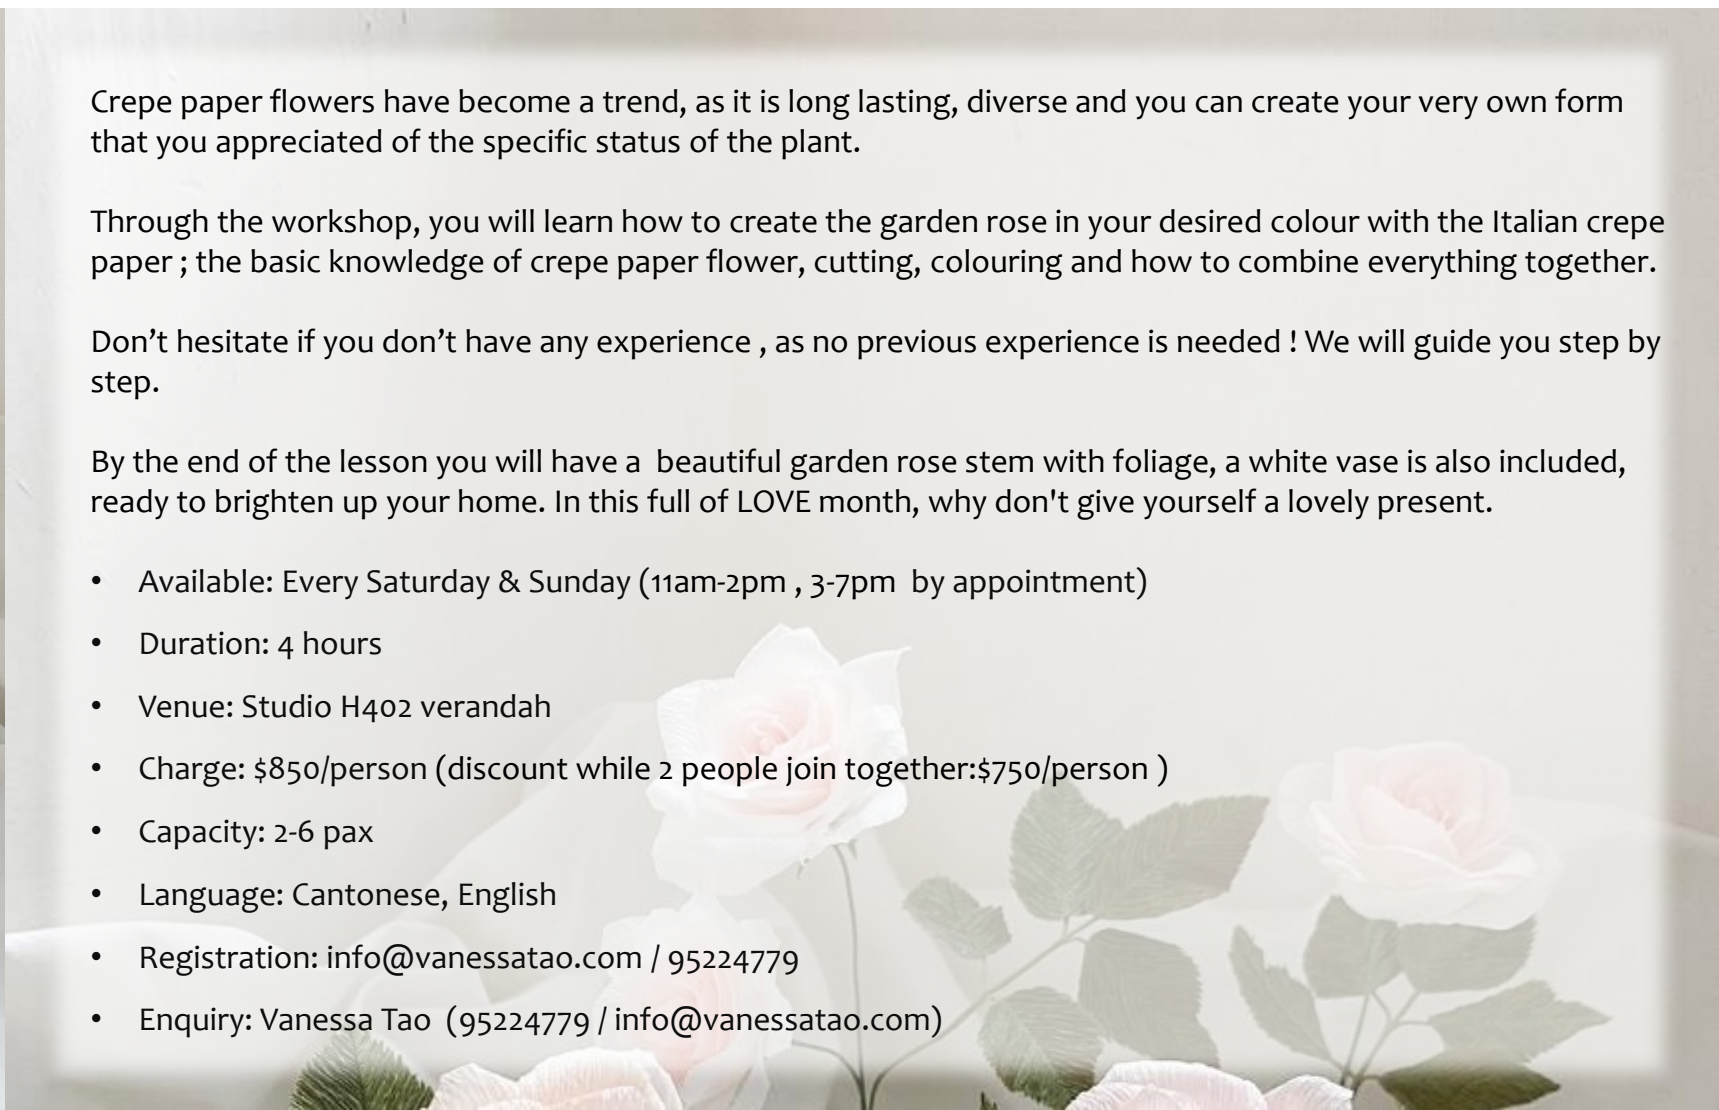 Crepe paper flowers have become a trend, as it is long lasting, diverse and you can create your very own form
that you appreciated of the specific status of the plant.
Through the workshop, you will learn how to create the garden rose in your desired colour with the Italian crepe
paper ; the basic knowledge of crepe paper flower, cutting, colouring and how to combine everything together.
Don’t hesitate if you don’t have any experience , as no previous experience is needed ! We will guide you step by
step.
By the end of the lesson you will have a  beautiful garden rose stem with foliage, a white vase is also included,
ready to brighten up your home. In this full of LOVE month, why don't give yourself a lovely present.
• Available: Every Saturday & Sunday (11am-2pm , 3-7pm  by appointment)
• Duration: 4 hours
• Venue: Studio H402 verandah
• Charge: $850/person (discount while 2 people join together:$750/person )
• Capacity: 2-6 pax
• Language: Cantonese, English
• Registration: info@vanessatao.com / 95224779
• Enquiry: Vanessa Tao  (95224779 / info@vanessatao.com)